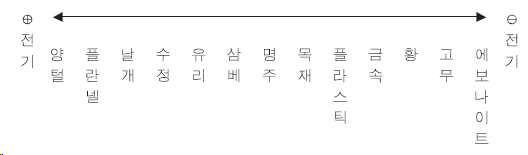 ⊕ 전기
양털
플란넬
날개
수정
유리
삼베
명주
목재
플라스틱
금속
황
고무
에보나이트
⊖ 전기